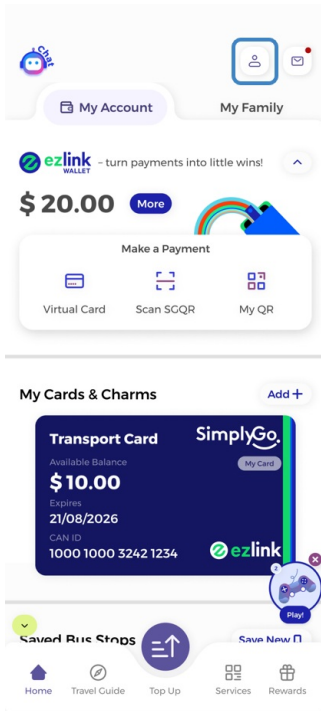 Chat
My Account
My Family
ezlink
WALLET
- turn payments into little wins!
$ 20.00
More
Make a Payment
Virtual Card
Scan SGQR
My QR
My Cards & Charms
Add +
Transport Card
SimplyGo.
Available Balance
My Card
$ 10.00
Expires
21/08/2026
CAN ID
1000 1000 3242 1234
ezlink
2
Play!
Saved Bus Stops
Save New
Home
Travel Guide
Top Up
Services
Rewards